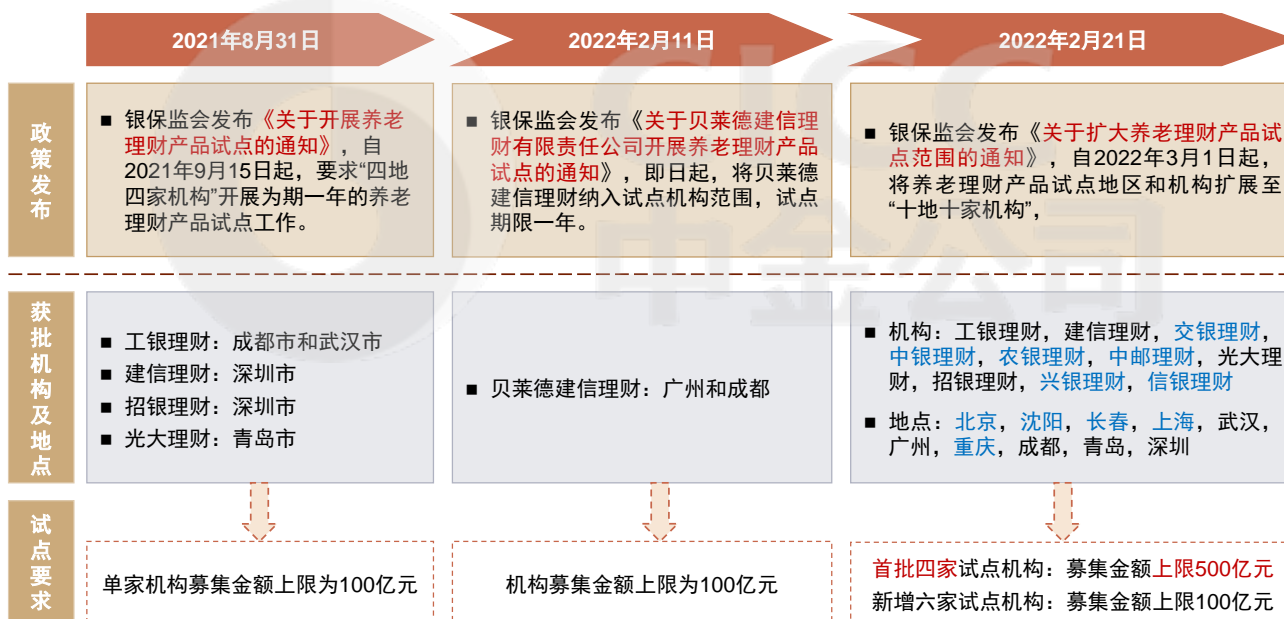 2021年8月31日
2022年2月11日
2022年2月21日
政策发布
■ 银保监会发布《关于开展养老
理财产品试点的通知》，自
2021年9月15日起，要求“四地
四家机构”开展为期一年的养老
理财产品试点工作。
■ 银保监会发布《关于贝莱德建信理
财有限责任公司开展养老理财产品
试点的通知》，即日起，将贝莱德
建信理财纳入试点机构范围，试点
期限一年。
■ 银保监会发布《关于扩大养老理财产品试
点范围的通知》，自2022年3月1日起，
将养老理财产品试点地区和机构扩展至
“十地十家机构”，
获批机构及地点
■ 工银理财：成都市和武汉市
■ 建信理财：深圳市
■ 招银理财：深圳市
■ 光大理财：青岛市
■ 贝莱德建信理财：广州和成都
■ 机构：工银理财，建信理财，交银理财，
中银理财，农银理财，中邮理财，光大理
财，招银理财，兴银理财，信银理财
■ 地点：北京，沈阳，长春，上海，武汉，
广州，重庆，成都，青岛，深圳
试点要求
单家机构募集金额上限为100亿元
机构募集金额上限为100亿元
首批四家试点机构：募集金额上限500亿元
新增六家试点机构：募集金额上限100亿元
CICC
中金公司